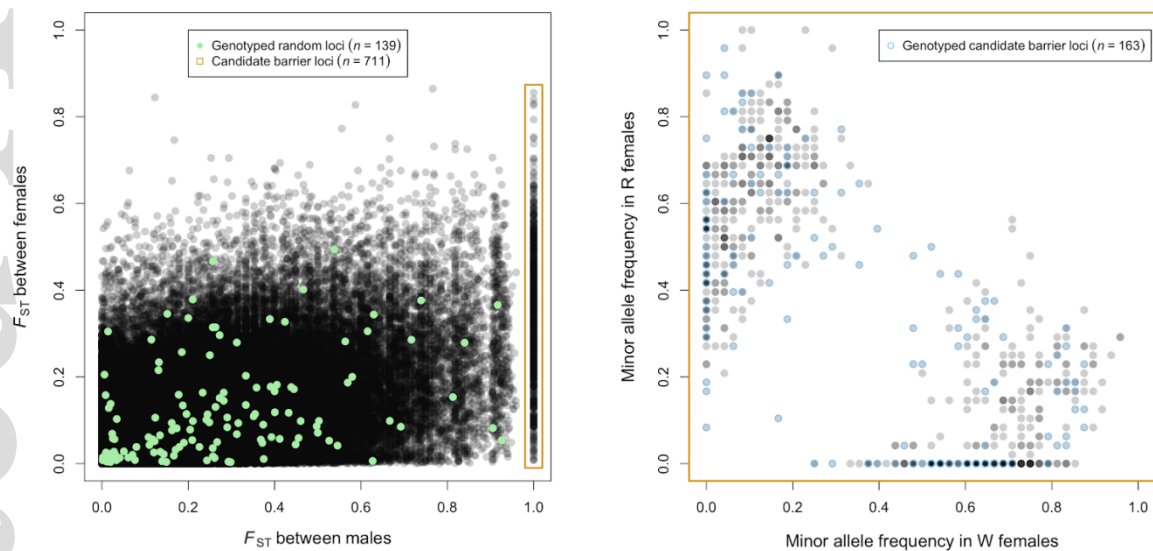 Genotyped random loci (n = 139)
Candidate barrier loci (n = 711)
FST between females
1.0
0.8
0.6
0.4
0.2
0.0
0.0 0.2 0.4 0.6 0.8 1.0
FST between males
Genotyped candidate barrier loci (n = 163)
Minor allele frequency in R females
1.0
0.8
0.6
0.4
0.2
0.0
0.0 0.2 0.4 0.6 0.8 1.0
Minor allele frequency in W females